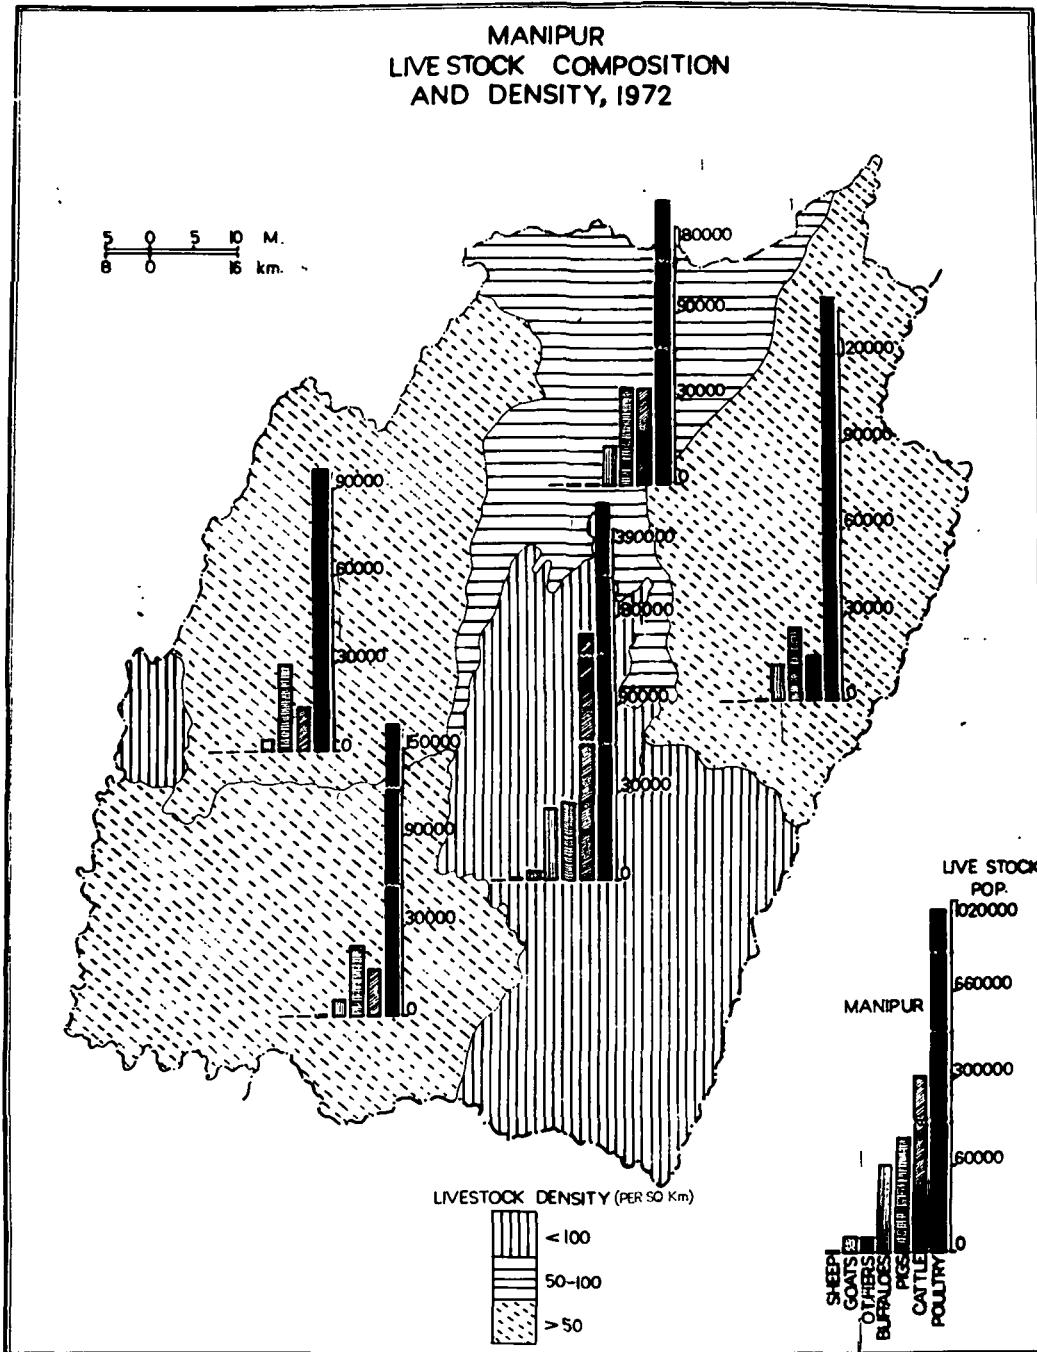 MANIPUR
LIVE STOCK COMPOSITION
AND DENSITY, 1972
5 0 5 10 M.
8 0 16 km.
180000
90000
30000
0
120000
90000
60000
30000
0
90000
60000
30000
0
390000
180000
90000
30000
0
150000
90000
30000
0
LIVE STOCK
POP.
1020000
660000
MANIPUR
300000
60000
0
SHEEP
GOATS
OTHERS
BUFFALOES
PIGS
CATTLE
POULTRY
LIVESTOCK DENSITY (PER SQ Km)
< 100
50-100
> 50